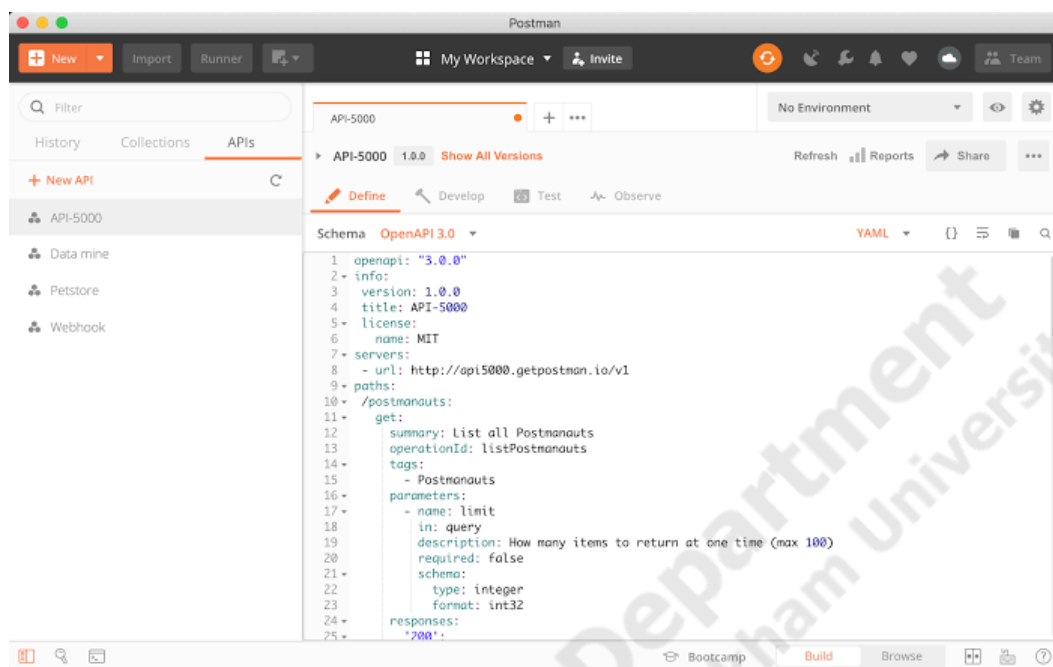 Postman
New Import Runner My Workspace Invite Team
Filter
History Collections APIs
New API
API-5000
Data mine
Petstore
Webhook
API-5000
No Environment
API-5000 1.0.0 Show All Versions Refresh Reports Share
Define Develop Test Observe
Schema OpenAPI 3.0 YAML {}
1 openapi: "3.0.0"
2 info:
3 version: 1.0.0
4 title: API-5000
5 license:
6 name: MIT
7 servers:
8 - url: http://api5000.getpostman.io/v1
9 paths:
10 /postmanauts:
11 get:
12 summary: List all Postmanauts
13 operationId: listPostmanauts
14 tags:
15 - Postmanauts
16 parameters:
17 - name: limit
18 in: query
19 description: How many items to return at one time (max 100)
20 required: false
21 schema:
22 type: integer
23 format: int32
24 responses:
25 "200":
Bootcamp Build Browse
Department